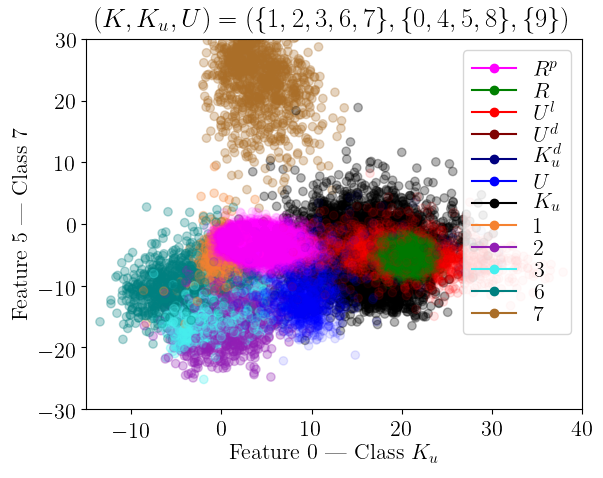 (K, K_u, U) = ({1, 2, 3, 6, 7}, {0, 4, 5, 8}, {9})
30
20
10
0
−10
−20
−30
Feature 5 — Class 7
R^p
R
U^l
U^d
K_u^d
U
K_u
1
2
3
6
7
−10
0
10
20
30
40
Feature 0 — Class K_u